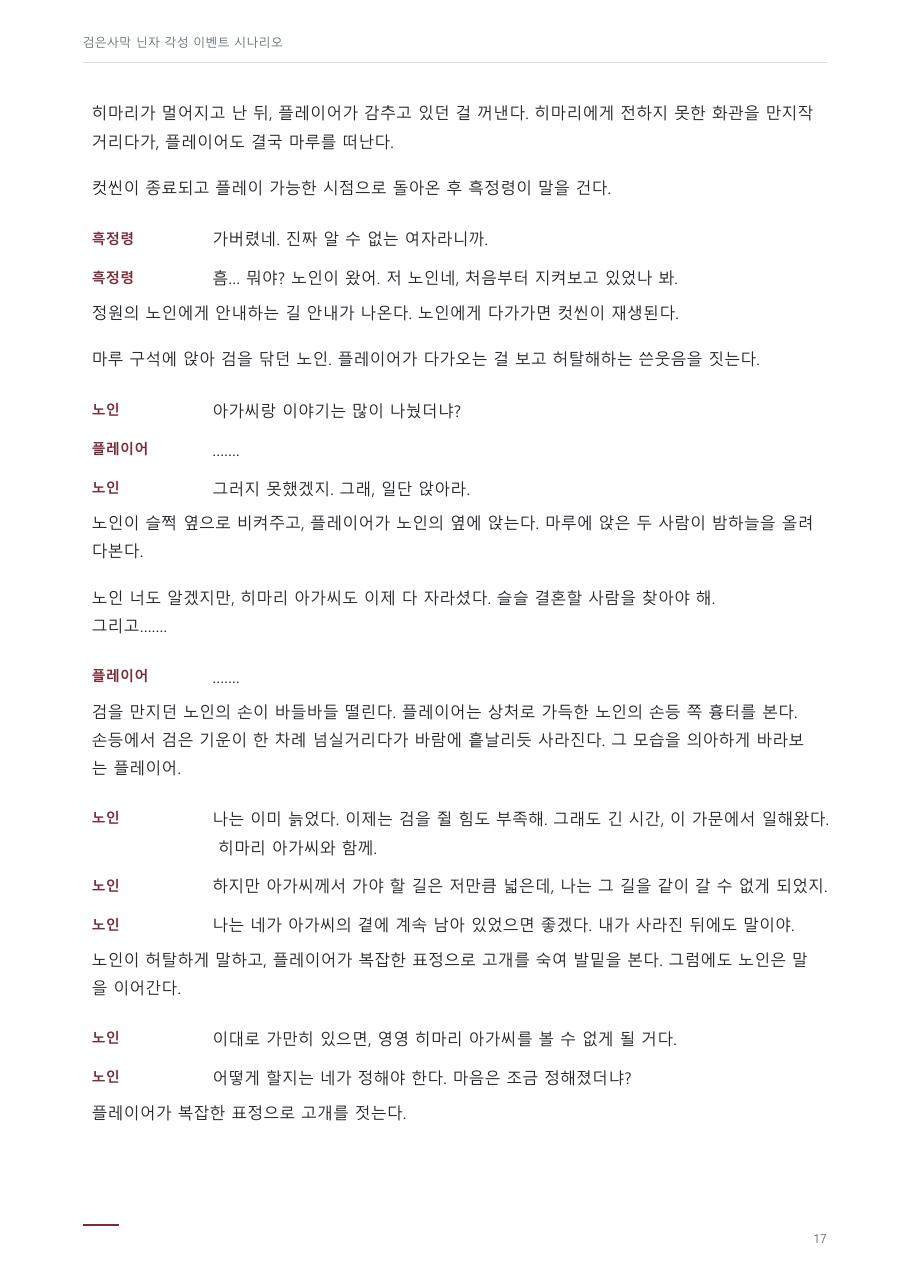 검은사막 닌자 각성 이벤트 시나리오
히마리가 멀어지고 난 뒤, 플레이어가 감추고 있던 걸 꺼낸다. 히마리에게 전하지 못한 화관을 만지작
거리다가, 플레이어도 결국 마루를 떠난다.
컷씬이 종료되고 플레이 가능한 시점으로 돌아온 후 흑정령이 말을 건다.
흑정령 가버렸네. 진짜 알 수 없는 여자라니까.
흑정령 흠... 뭐야? 노인이 왔어. 저 노인네, 처음부터 지켜보고 있었나 봐.
정원의 노인에게 안내하는 길 안내가 나온다. 노인에게 다가가면 컷씬이 재생된다.
마루 구석에 앉아 검을 닦던 노인. 플레이어가 다가오는 걸 보고 허탈해하는 쓴웃음을 짓는다.
노인 아가씨랑 이야기는 많이 나눴더냐?
플레이어 .......
노인 그러지 못했겠지. 그래, 일단 앉아라.
노인이 슬쩍 옆으로 비켜주고, 플레이어가 노인의 옆에 앉는다. 마루에 앉은 두 사람이 밤하늘을 올려
다본다.
노인 너도 알겠지만, 히마리 아가씨도 이제 다 자라셨다. 슬슬 결혼할 사람을 찾아야 해.
그리고.......
플레이어 .......
검을 만지던 노인의 손이 바들바들 떨린다. 플레이어는 상처로 가득한 노인의 손등 쪽 흉터를 본다.
손등에서 검은 기운이 한 차례 넘실거리다가 바람에 흩날리듯 사라진다. 그 모습을 의아하게 바라보
는 플레이어.
노인 나는 이미 늙었다. 이제는 검을 쥘 힘도 부족해. 그래도 긴 시간, 이 가문에서 일해왔다.
히마리 아가씨와 함께.
노인 하지만 아가씨께서 가야 할 길은 저만큼 넓은데, 나는 그 길을 같이 갈 수 없게 되었지.
노인 나는 네가 아가씨의 곁에 계속 남아 있었으면 좋겠다. 내가 사라진 뒤에도 말이야.
노인이 허탈하게 말하고, 플레이어가 복잡한 표정으로 고개를 숙여 발밑을 본다. 그럼에도 노인은 말
을 이어간다.
노인 이대로 가만히 있으면, 영영 히마리 아가씨를 볼 수 없게 될 거다.
노인 어떻게 할지는 네가 정해야 한다. 마음은 조금 정해졌더냐?
플레이어가 복잡한 표정으로 고개를 젓는다.
17